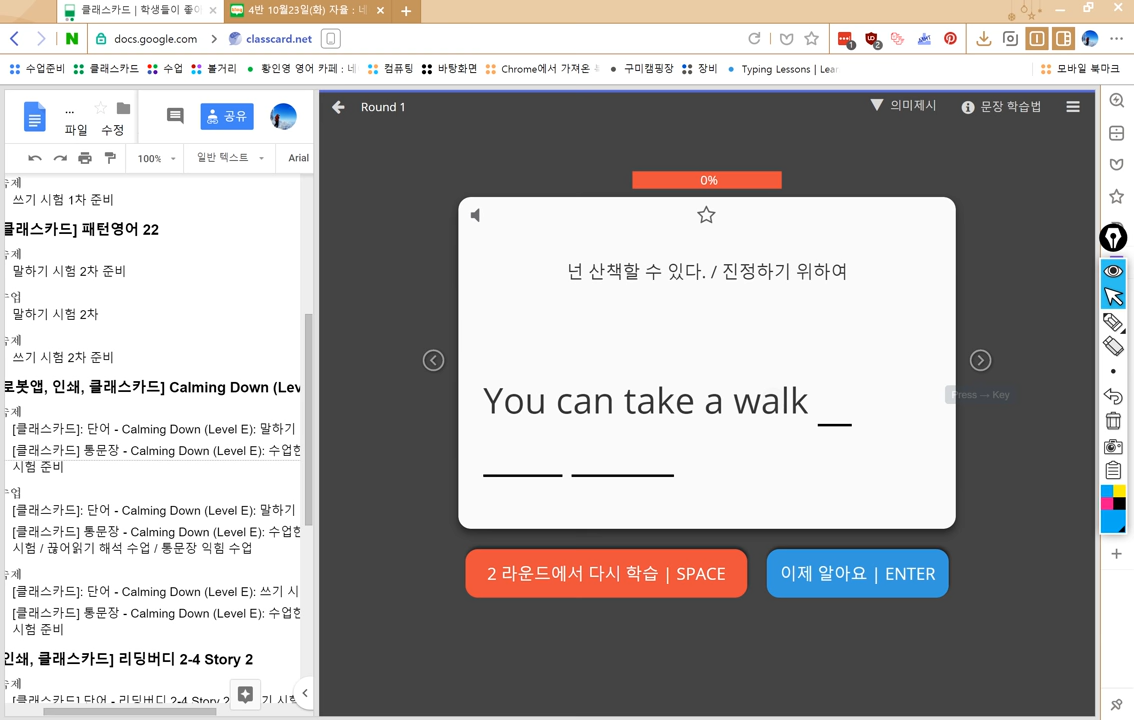 클래스카드 | 학생들이 좋아
4반 10월23일(화) 자율 : 네
docs.google.com
classcard.net
수업준비
클래스카드
수업
볼거리
황인영 영어 카페 : 네
컴퓨팅
바탕화면
Chrome에서 가져온
구미캠핑장
장비
Typing Lessons | Lear
모바일 북마크
...
파일 수정
공유
100%
일반 텍스트
Arial
쓰기 시험 1차 준비
클래스카드] 패턴영어 22
말하기 시험 2차 준비
말하기 시험 2차
쓰기 시험 2차 준비
로봇앱, 인쇄, 클래스카드] Calming Down (Lev
[클래스카드]: 단어 - Calming Down (Level E): 말하기
[클래스카드] 통문장 - Calming Down (Level E): 수업한
시험 준비
[클래스카드]: 단어 - Calming Down (Level E): 말하기
[클래스카드] 통문장 - Calming Down (Level E): 수업한
시험 / 끊어읽기 해석 수업 / 통문장 익힘 수업
[클래스카드]: 단어 - Calming Down (Level E): 쓰기 시
[클래스카드] 통문장 - Calming Down (Level E): 수업한
시험 준비
인쇄, 클래스카드] 리딩버디 2-4 Story 2
Round 1
의미제시
문장 학습법
0%
넌 산책할 수 있다. / 진정하기 위하여
You can take a walk __
____ _____
Press → Key
2 라운드에서 다시 학습 | SPACE
이제 알아요 | ENTER